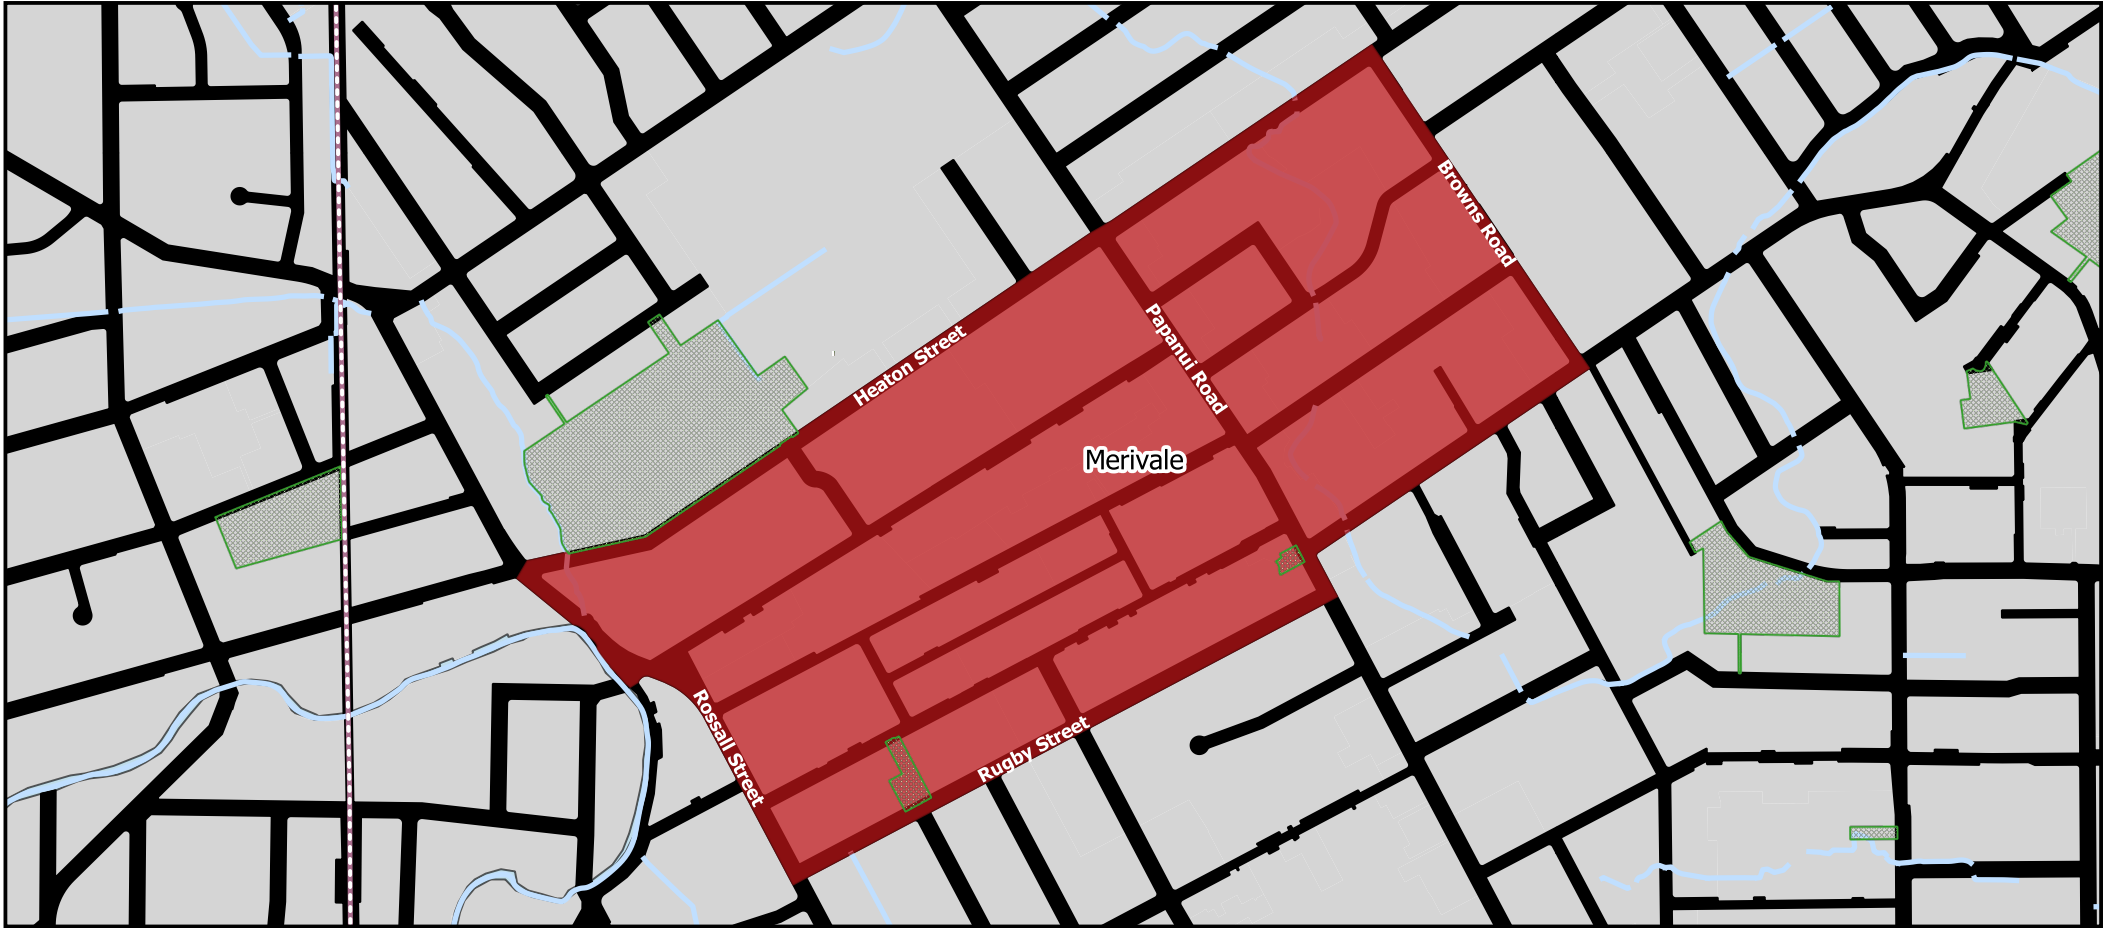 Browns Road
Heaton Street
Papanui Road
Merivale
Rossall Street
Rugby Street